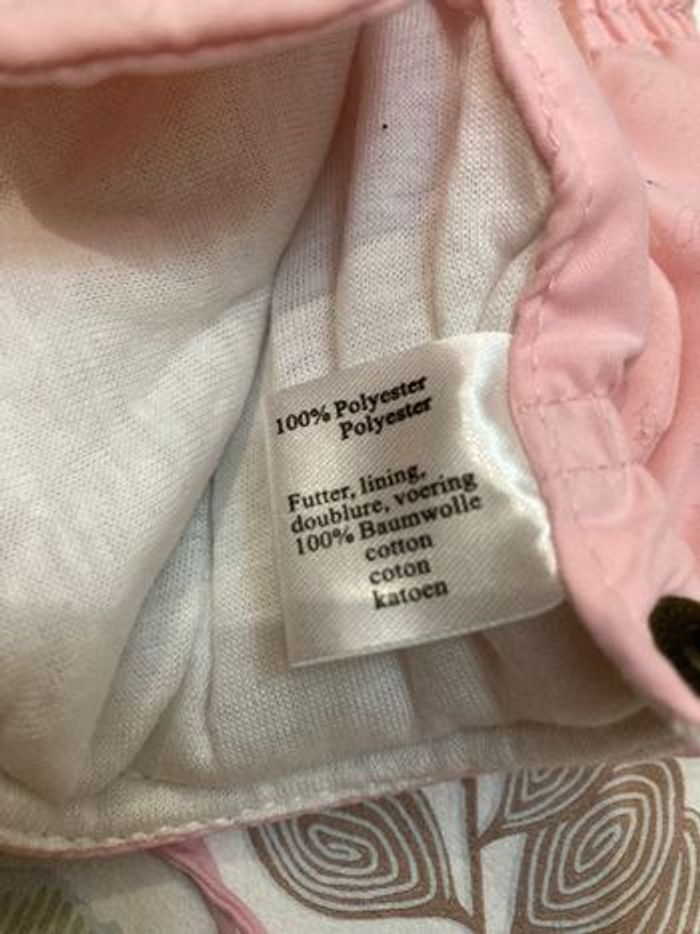 100% Polyester
Polyester
Futter, lining,
doublure, voering
100% Baumwolle
cotton
coton
katoen